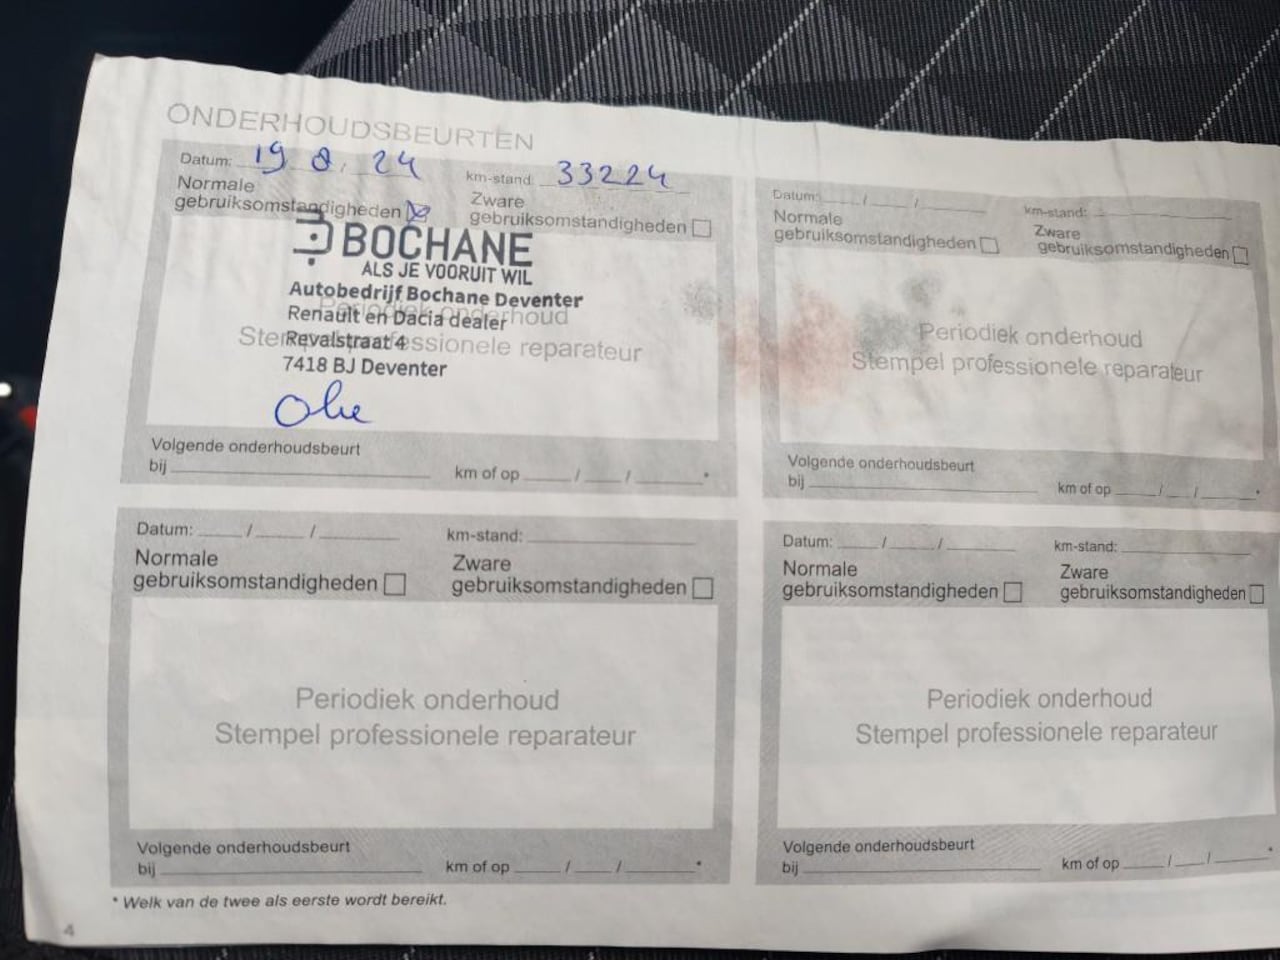 ONDERHOUDSBEURTEN
Datum: 19 8 / 24 km-stand: 33224
Normale gebruiksomstandigheden Zware gebruiksomstandigheden
BOCHANE
ALS JE VOORUIT WIL
Autobedrijf Bochane Deventer
Periodiek onderhoud
Renault en Dacia dealer
Stempel professionele reparateur
Revalstraat 4
7418 BJ Deventer
Olie
Volgende onderhoudsbeurt
bij km of op / / *
Datum: / / km-stand:
Normale Zware
gebruiksomstandigheden gebruiksomstandigheden
Periodiek onderhoud
Stempel professionele reparateur
Volgende onderhoudsbeurt
bij km of op / / *
Datum: / / km-stand:
Normale Zware
gebruiksomstandigheden gebruiksomstandigheden
Periodiek onderhoud
Stempel professionele reparateur
Volgende onderhoudsbeurt
bij km of op / / *
Datum: / / km-stand:
Normale Zware
gebruiksomstandigheden gebruiksomstandigheden
Periodiek onderhoud
Stempel professionele reparateur
Volgende onderhoudsbeurt
bij km of op / / *
* Welk van de twee als eerste wordt bereikt.
4